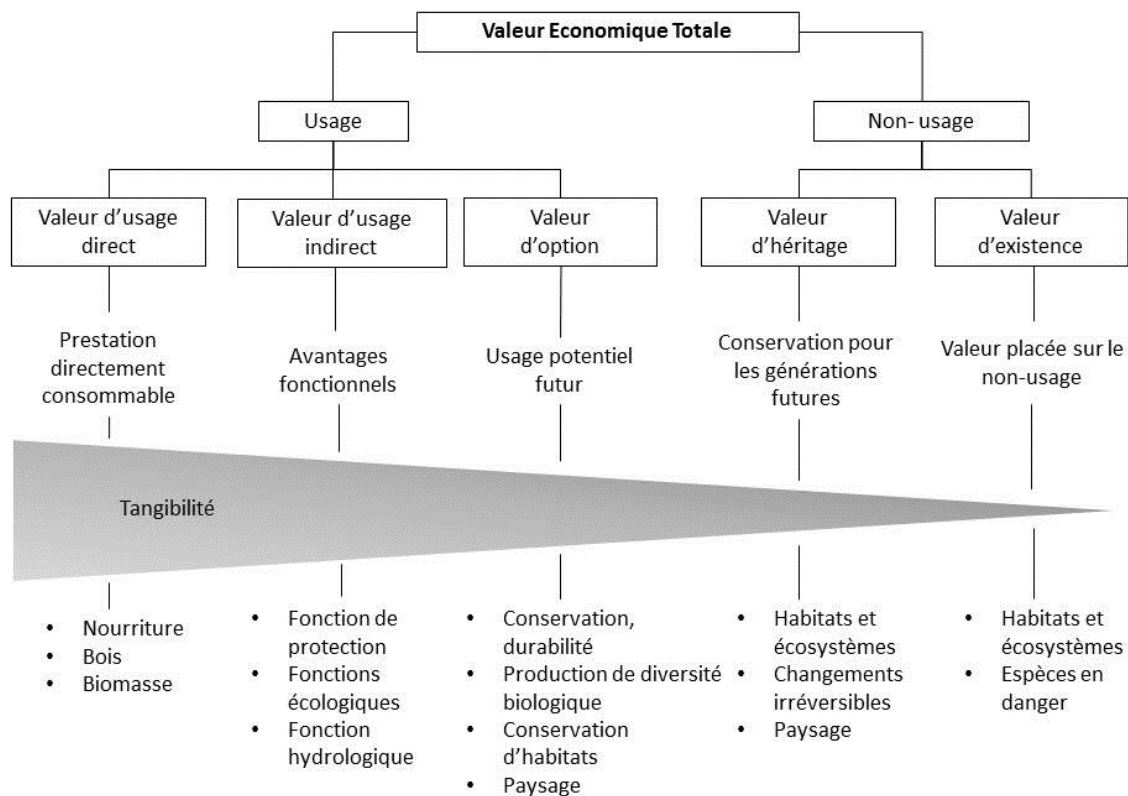 Valeur Economique Totale
Usage
Non- usage
Valeur d’usage
direct
Valeur d’usage
indirect
Valeur
d’option
Valeur
d’héritage
Valeur
d’existence
Prestation
directement
consommable
Avantages
fonctionnels
Usage potentiel
futur
Conservation pour
les générations
futures
Valeur placée sur le
non-usage
Tangibilité
• Nourriture
• Bois
• Biomasse
• Fonction de
protection
• Fonctions
écologiques
• Fonction
hydrologique
• Conservation,
durabilité
• Production de diversité
biologique
• Conservation
d’habitats
• Paysage
• Habitats et
écosystèmes
• Changements
irréversibles
• Paysage
• Habitats et
écosystèmes
• Espèces en
danger